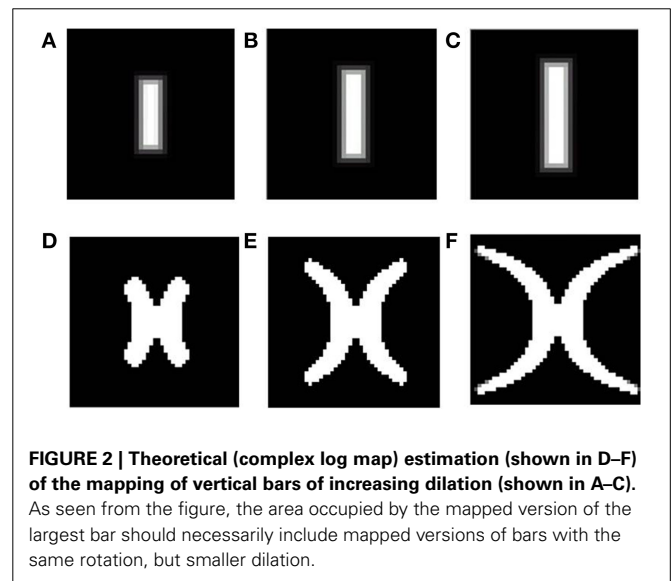 A B C
D E F
FIGURE 2 | Theoretical (complex log map) estimation (shown in D–F)
of the mapping of vertical bars of increasing dilation (shown in A–C).
As seen from the figure, the area occupied by the mapped version of the
largest bar should necessarily include mapped versions of bars with the
same rotation, but smaller dilation.